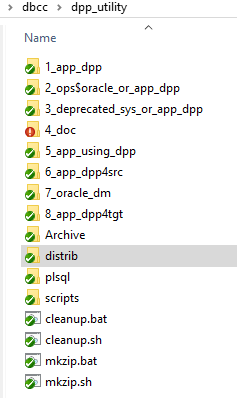 dbcc > dpp_utility
Name
1_app_dpp
2_ops$oracle_or_app_dpp
3_deprecated_sys_or_app_dpp
4_doc
5_app_using_dpp
6_app_dpp4src
7_oracle_dm
8_app_dpp4tgt
Archive
distrib
plsql
scripts
cleanup.bat
cleanup.sh
mkzip.bat
mkzip.sh